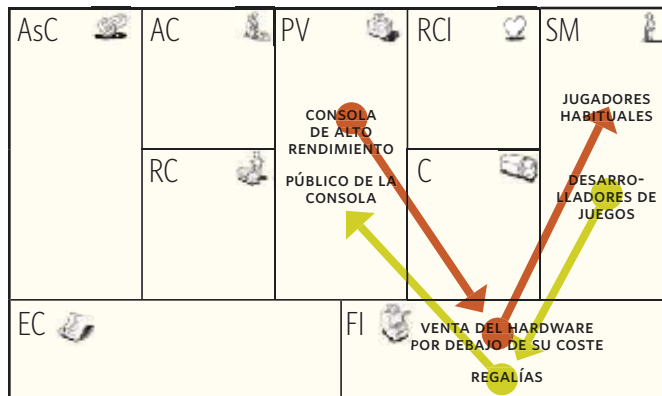 AsC
AC
PV
RCl
SM
CONSOLA
DE ALTO
RENDIMIENTO
JUGADORES
HABITUALES
RC
PÚBLICO DE LA
CONSOLA
C
DESARRO-
LLADORES DE
JUEGOS
EC
FI
VENTA DEL HARDWARE
POR DEBAJO DE SU COSTE
REGALÍAS